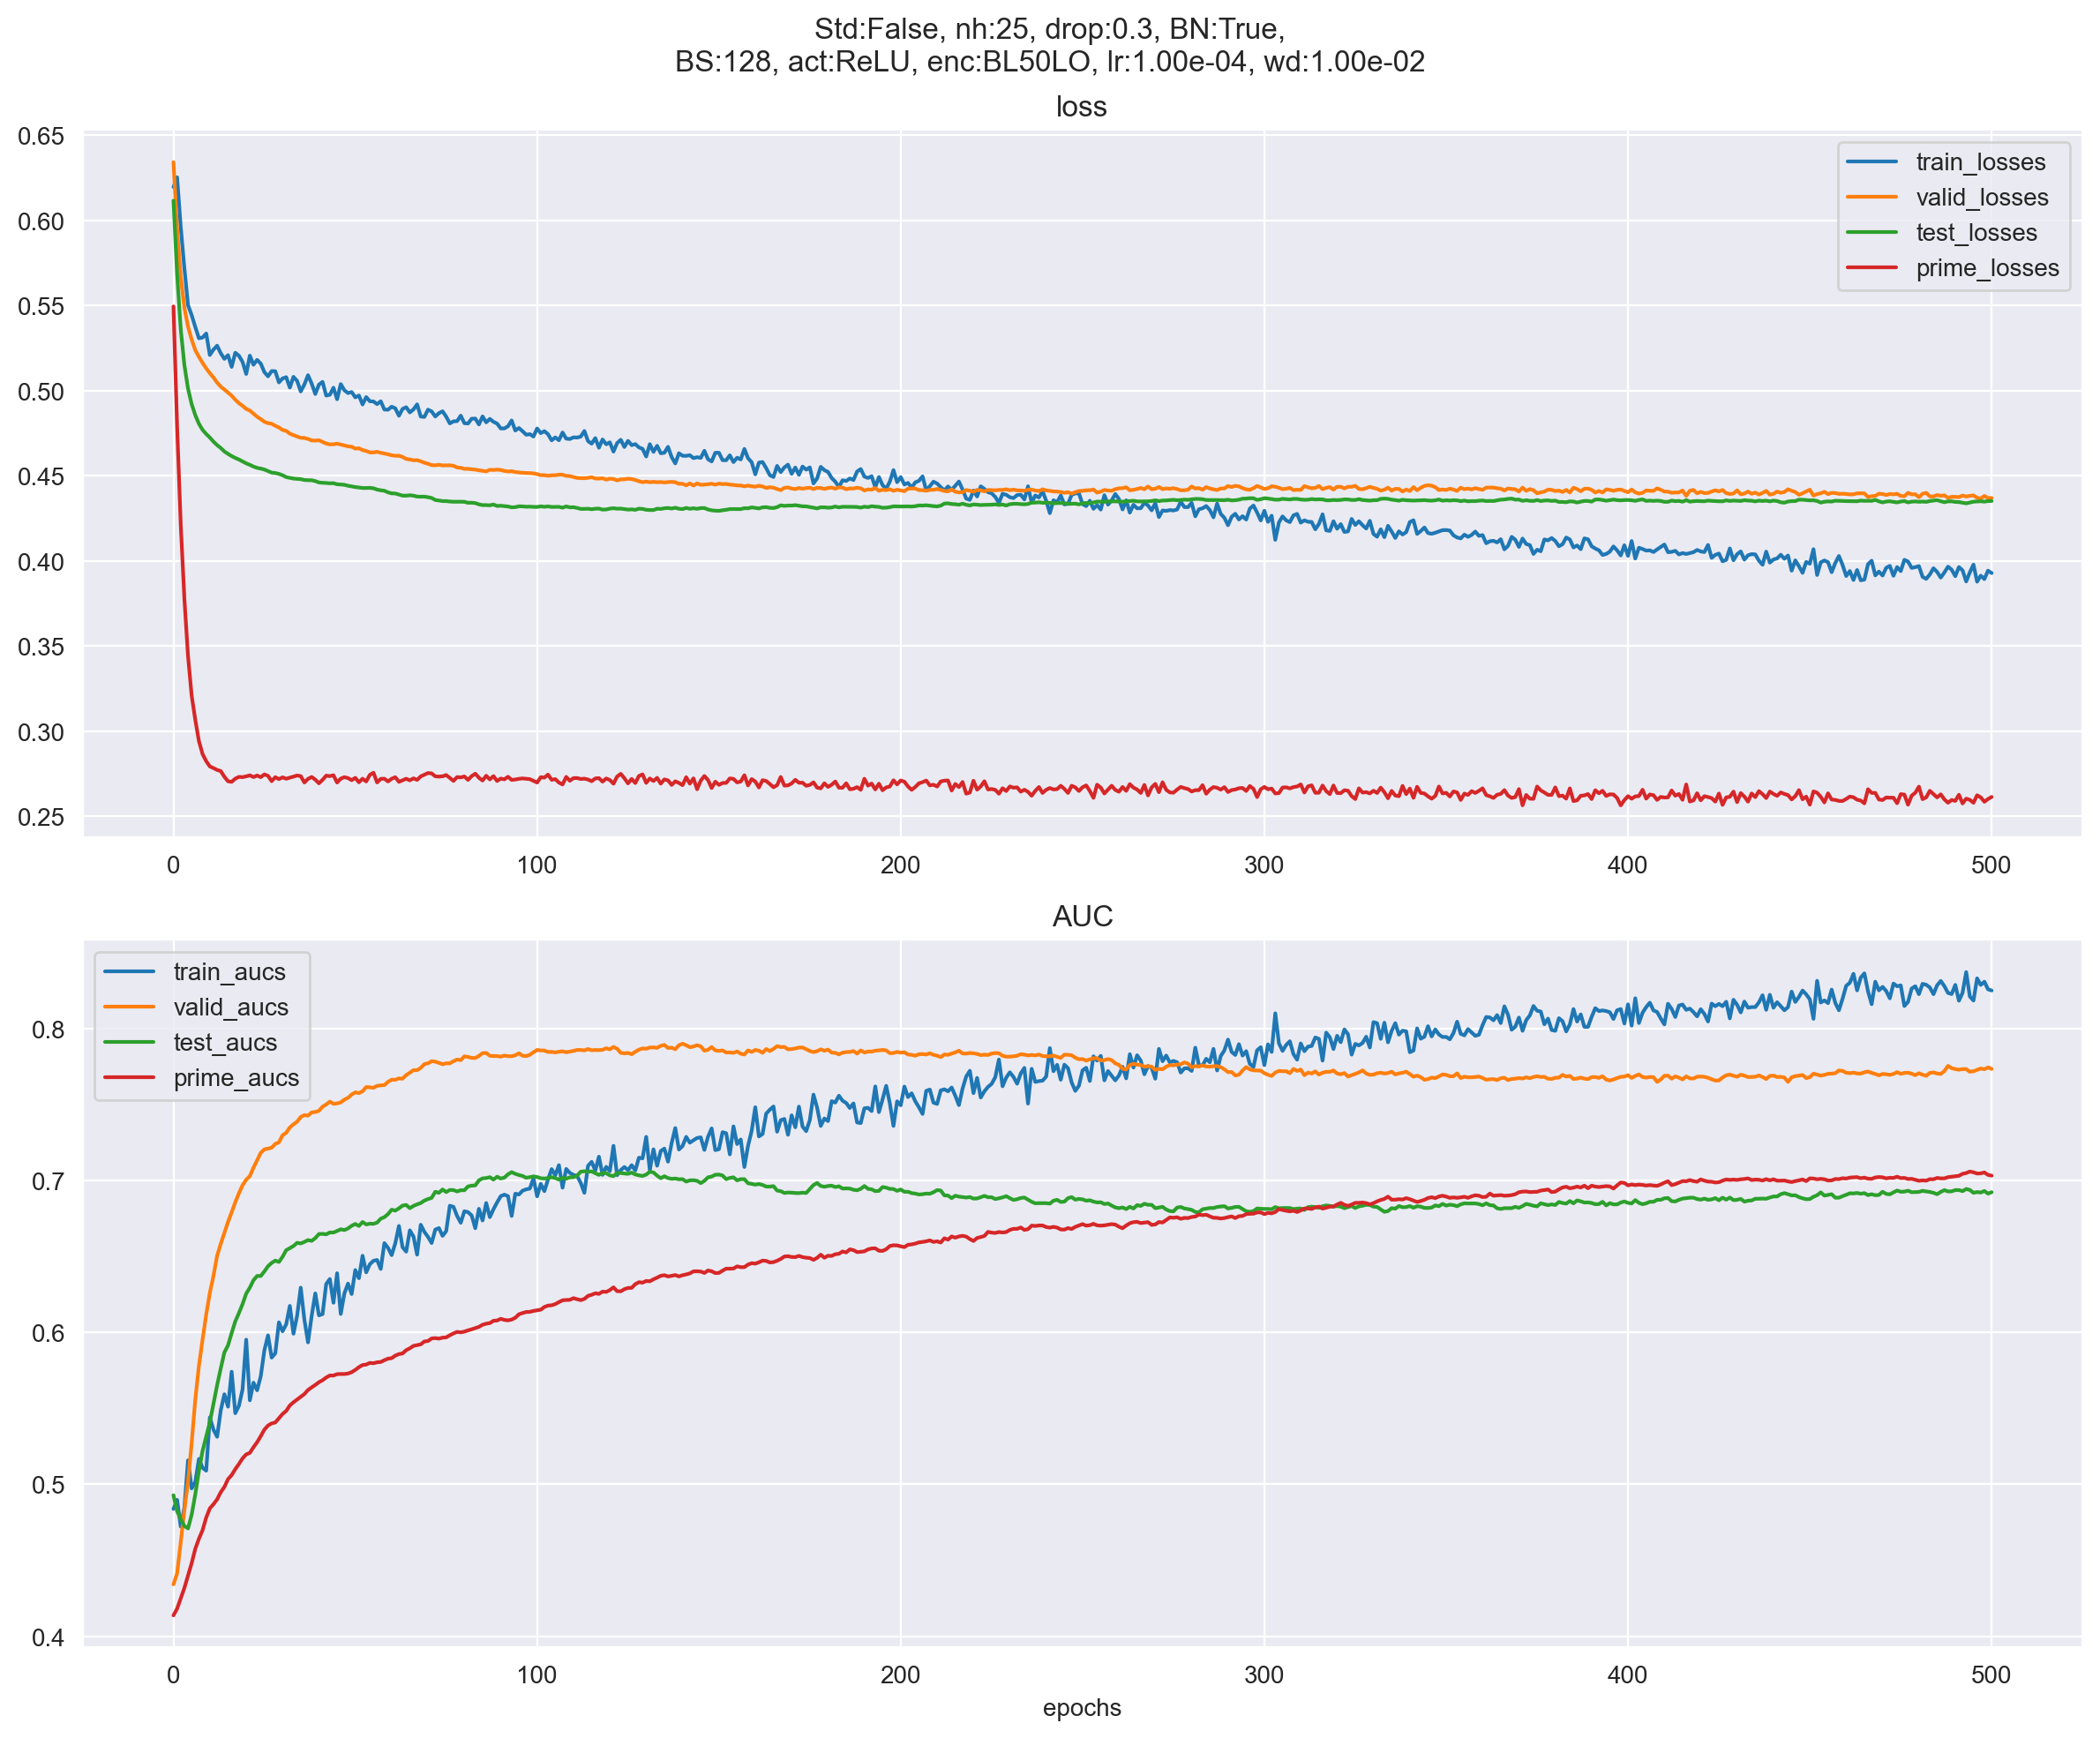 Std:False, nh:25, drop:0.3, BN:True,
BS:128, act:ReLU, enc:BL50LO, lr:1.00e-04, wd:1.00e-02
loss
0.65
0.60
0.55
0.50
0.45
0.40
0.35
0.30
0.25
train_losses
valid_losses
test_losses
prime_losses
0 100 200 300 400 500
AUC
train_aucs
valid_aucs
test_aucs
prime_aucs
0.8
0.7
0.6
0.5
0.4
0 100 200 300 400 500
epochs